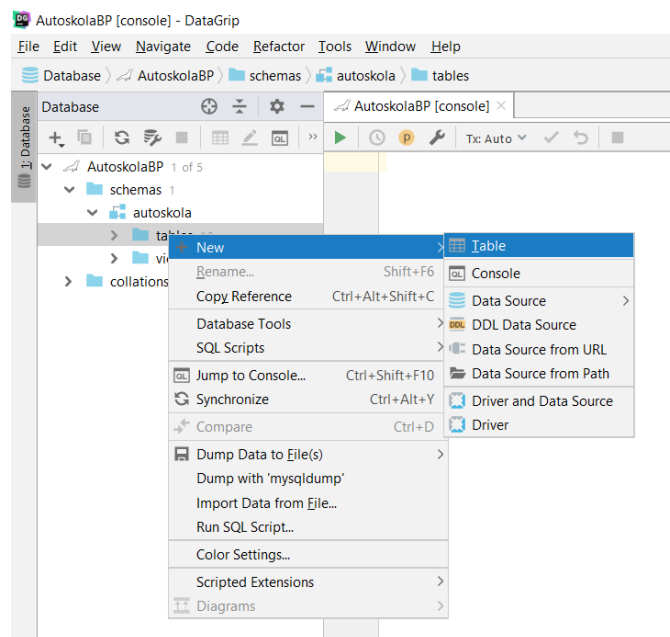 AutoskolaBP [console] - DataGrip
File Edit View Navigate Code Refactor Tools Window Help
Database AutoskolaBP schemas autoskola tables
1: Database
Database
AutoskolaBP [console]
Tx: Auto
AutoskolaBP 1 of 5
schemas 1
autoskola
collations
New
Rename... Shift+F6
Copy Reference Ctrl+Alt+Shift+C
Database Tools
SQL Scripts
Jump to Console... Ctrl+Shift+F10
Synchronize Ctrl+Alt+Y
Compare Ctrl+D
Dump Data to File(s)
Dump with 'mysqldump'
Import Data from File...
Run SQL Script...
Color Settings...
Scripted Extensions
Diagrams
Table
Console
Data Source
DDL Data Source
Data Source from URL
Data Source from Path
Driver and Data Source
Driver